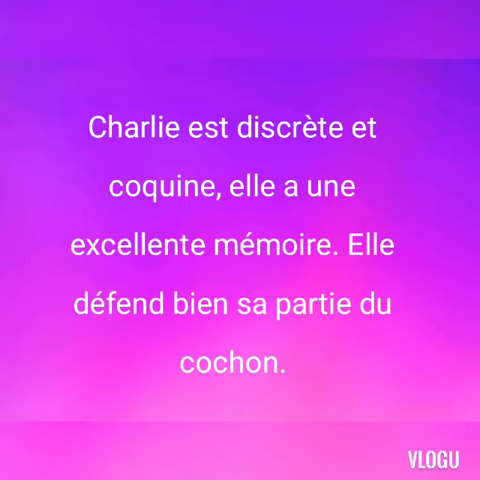 Charlie est discrète et
coquine, elle a une
excellente mémoire. Elle
défend bien sa partie du
cochon.
VLOGU